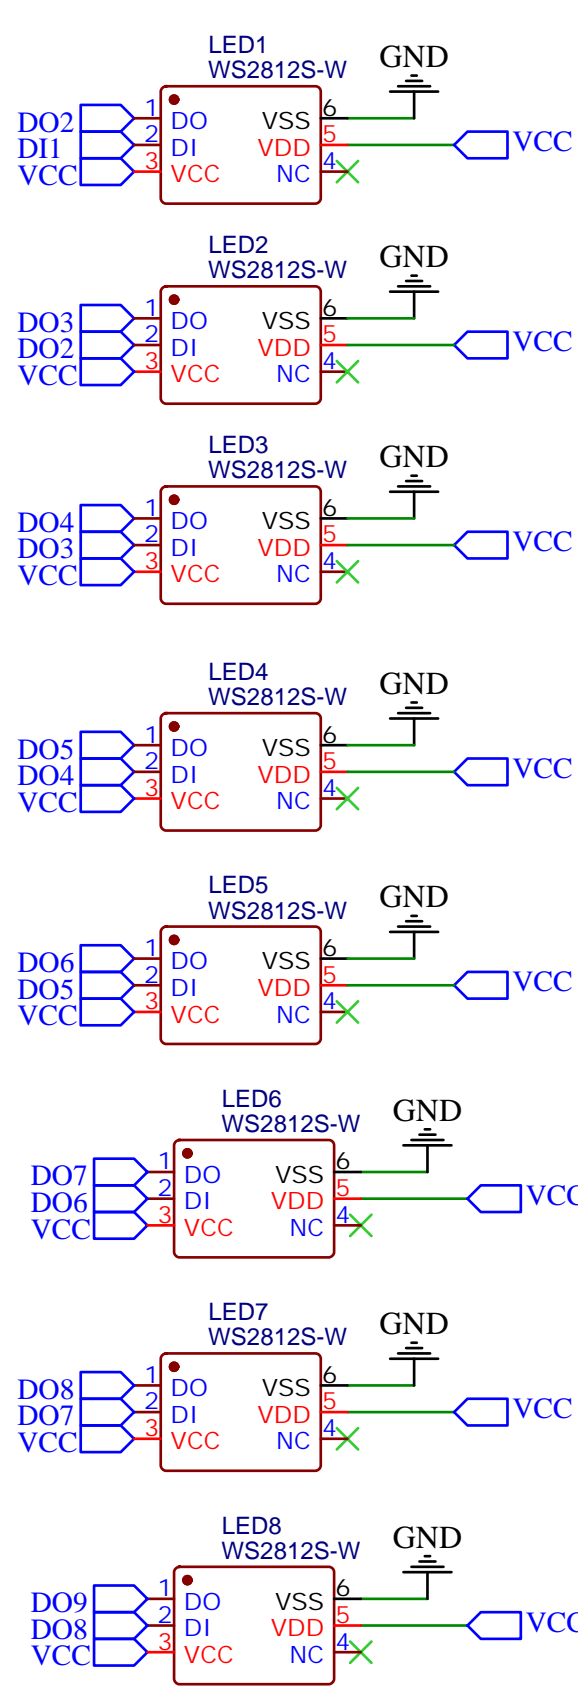 LED1
WS2812S-W
GND
DO2 1 DO VSS 6
DI1 2 DI VDD 5 VCC
VCC 3 VCC NC 4
LED2
WS2812S-W
GND
DO3 1 DO VSS 6
DO2 2 DI VDD 5 VCC
VCC 3 VCC NC 4
LED3
WS2812S-W
GND
DO4 1 DO VSS 6
DO3 2 DI VDD 5 VCC
VCC 3 VCC NC 4
LED4
WS2812S-W
GND
DO5 1 DO VSS 6
DO4 2 DI VDD 5 VCC
VCC 3 VCC NC 4
LED5
WS2812S-W
GND
DO6 1 DO VSS 6
DO5 2 DI VDD 5 VCC
VCC 3 VCC NC 4
LED6
WS2812S-W
GND
DO7 1 DO VSS 6
DO6 2 DI VDD 5 VCC
VCC 3 VCC NC 4
LED7
WS2812S-W
GND
DO8 1 DO VSS 6
DO7 2 DI VDD 5 VCC
VCC 3 VCC NC 4
LED8
WS2812S-W
GND
DO9 1 DO VSS 6
DO8 2 DI VDD 5 VCC
VCC 3 VCC NC 4